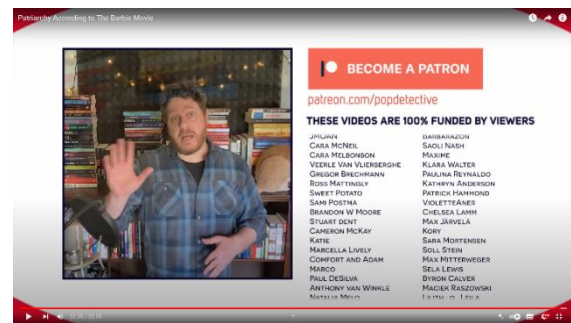 Patriarchy According to The Barbie Movie
BECOME A PATRON
patreon.com/popdetective
THESE VIDEOS ARE 100% FUNDED BY VIEWERS
JMOAN
CARA MCNEIL
CARA MELBONSON
VEERLE VAN VLIERBERGHE
GREGOR BRECHMANN
ROSS MATTINGLY
SWEET POTATO
SAMI POSTMA
BRANDON W MOORE
STUART DENT
CAMERON MCKAY
KATIE
MARCELLA LIVELY
COMFORT AND ADAM
MARCO
PAUL DESILVA
ANTHONY VAN WINKLE
NATALIA MELO
BARBARAZON
SAOLI NASH
MAXIME
KLARA WALTER
PAULINA REYNALDO
KATHRYN ANDERSON
PATRICK HAMMOND
VIOLETTEANER
CHELSEA LAMM
MAX JÄRVELÄ
KORY
SARA MORTENSEN
SOLL STEIN
MAX MITTERWEGER
SELA LEWIS
BYRON CALVER
MACIEK RASZOWSKI